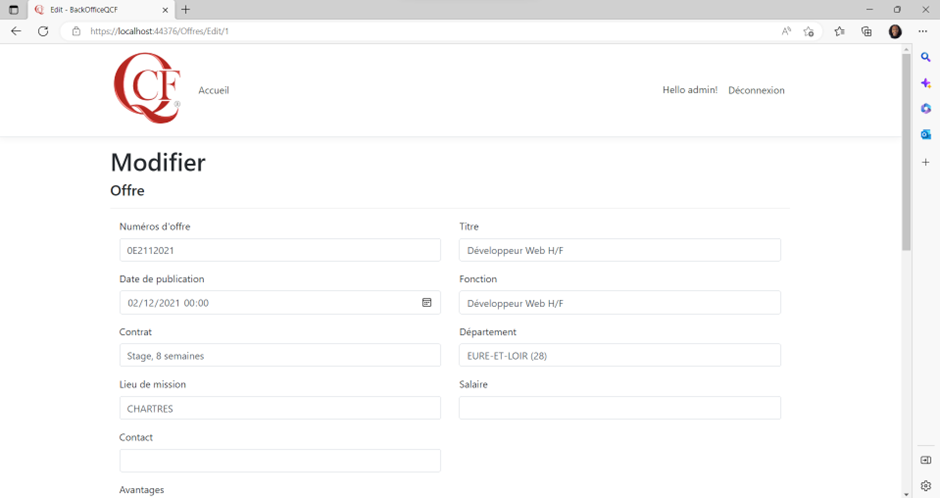 Edit - BackOfficeQCF
https://localhost:44376/Offres/Edit/1
QCF
®
Accueil
Hello admin!
Déconnexion
Modifier
Offre
Numéros d'offre
Titre
0E2112021
Développeur Web H/F
Date de publication
Fonction
02/12/2021 00:00
Développeur Web H/F
Contrat
Département
Stage, 8 semaines
EURE-ET-LOIR (28)
Lieu de mission
Salaire
CHARTRES
Contact
Avantages